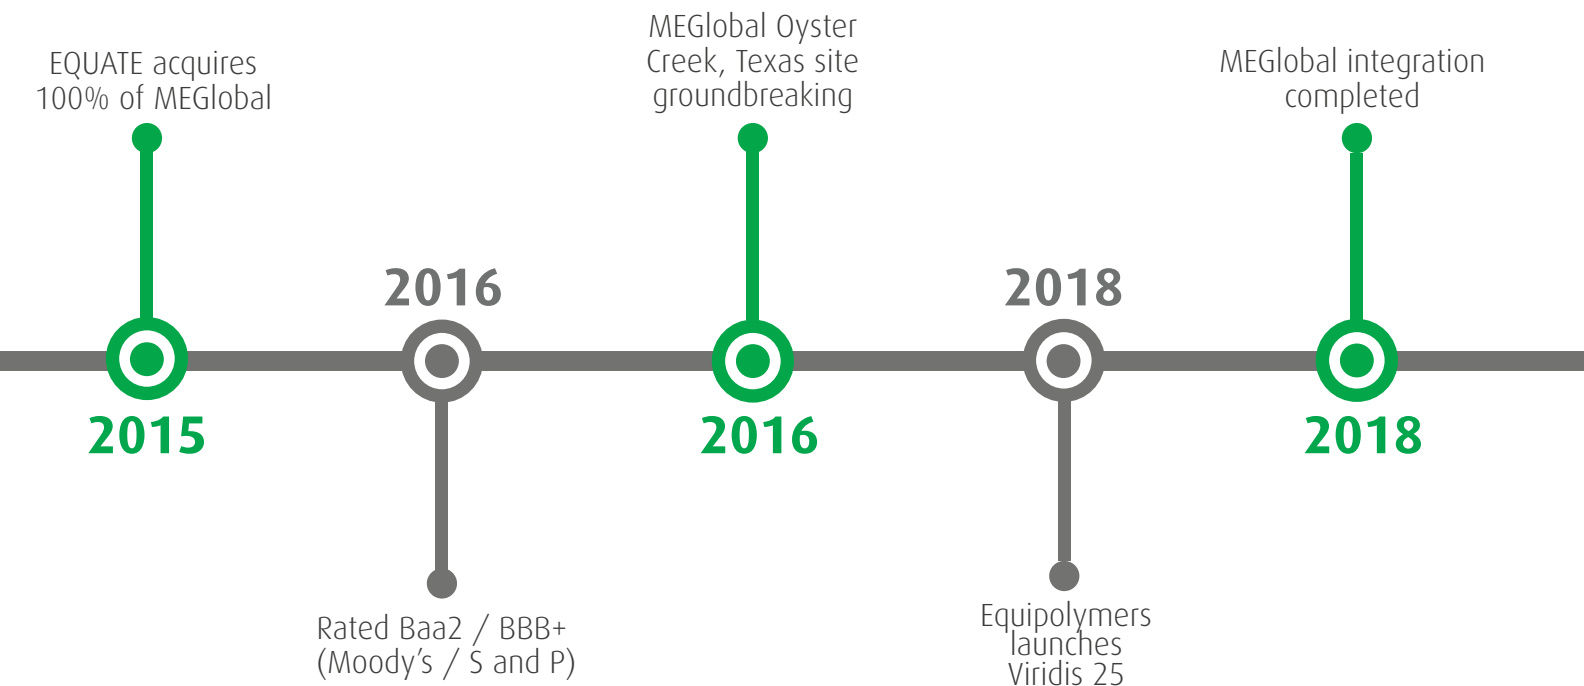 EQUATE acquires
100% of MEGlobal
2015
2016
Rated Baa2 / BBB+
(Moody's / S and P)
MEGlobal Oyster
Creek, Texas site
groundbreaking
2016
2018
Equipolymers
launches
Viridis 25
MEGlobal integration
completed
2018